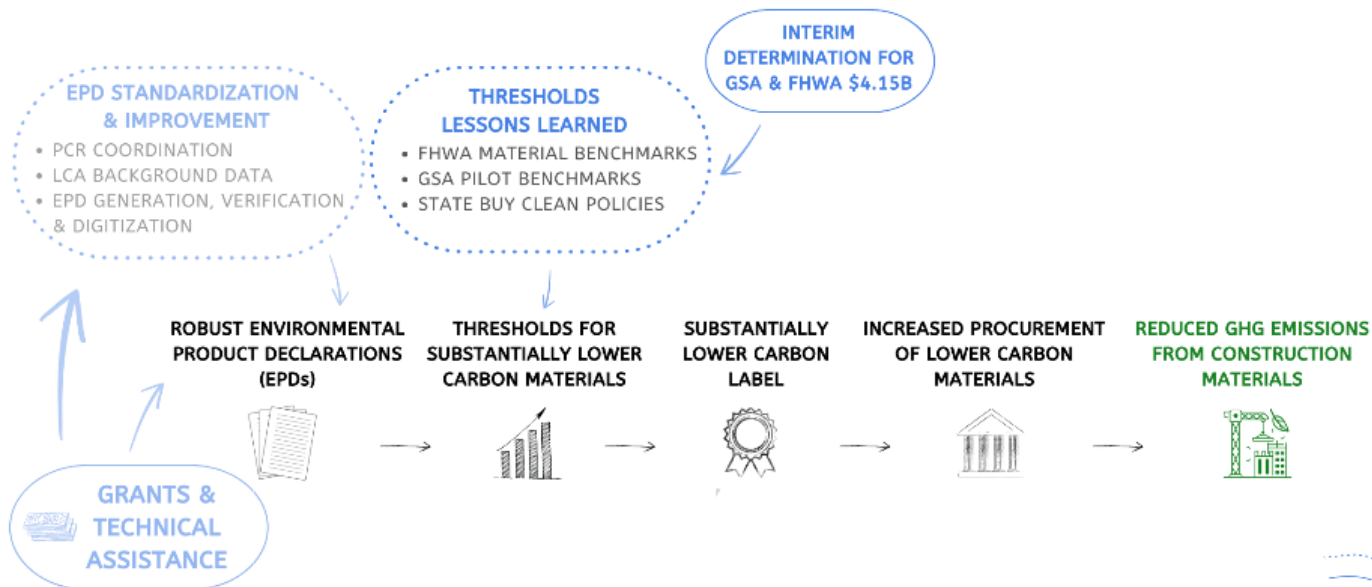 INTERIM
DETERMINATION FOR
GSA & FHWA $4.15B
EPD STANDARDIZATION
& IMPROVEMENT
• PCR COORDINATION
• LCA BACKGROUND DATA
• EPD GENERATION, VERIFICATION
& DIGITIZATION
THRESHOLDS
LESSONS LEARNED
• FHWA MATERIAL BENCHMARKS
• GSA PILOT BENCHMARKS
• STATE BUY CLEAN POLICIES
ROBUST ENVIRONMENTAL
PRODUCT DECLARATIONS
(EPDs)
THRESHOLDS FOR
SUBSTANTIALLY LOWER
CARBON MATERIALS
SUBSTANTIALLY
LOWER CARBON
LABEL
INCREASED PROCUREMENT
OF LOWER CARBON
MATERIALS
REDUCED GHG EMISSIONS
FROM CONSTRUCTION
MATERIALS
GRANTS &
TECHNICAL
ASSISTANCE